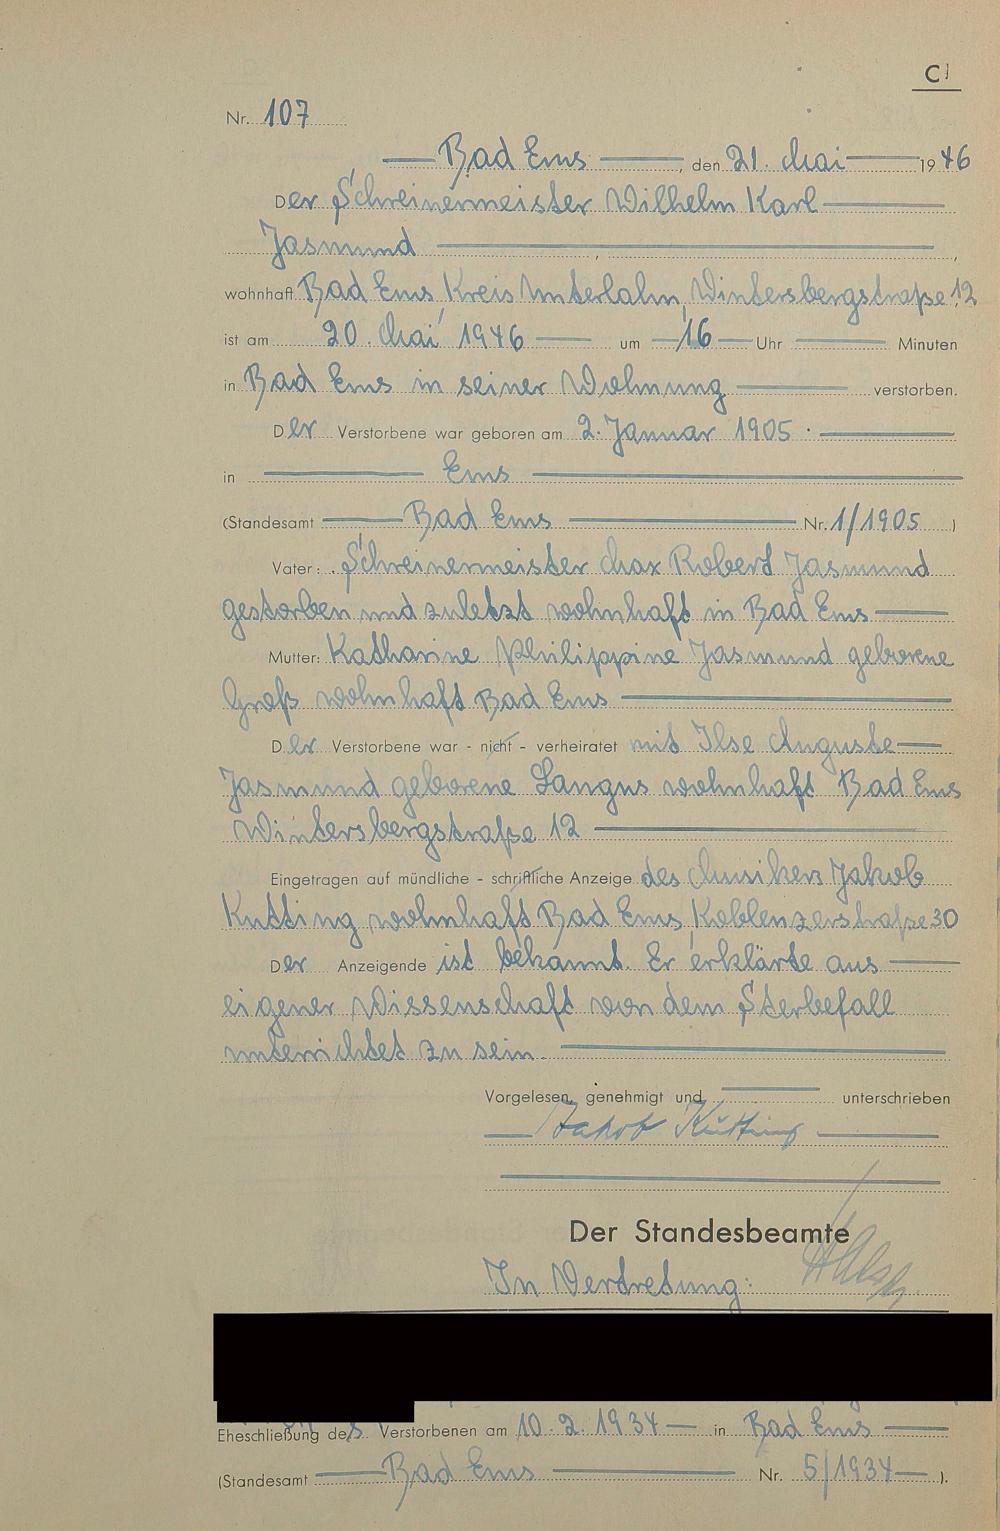 C
Nr. 107
Bad Ems, den 21. Mai 1946
Der Schreinermeister Wilhelm Karl
Jasmund,
wohnhaft Bad Ems, Kreis Unterlahn, Wintersbergstraße 12
ist am 20. Mai 1946 um 16 Uhr Minuten
in Bad Ems in seiner Wohnung verstorben.
Der Verstorbene war geboren am 2. Januar 1905.
in Ems
(Standesamt Bad Ems Nr. 1/1905)
Vater: Schreinermeister Max Robert Jasmund
gestorben und zuletzt wohnhaft in Bad Ems
Mutter: Katharine Philippine Jasmund geborene
Groß wohnhaft Bad Ems
Der Verstorbene war - nicht - verheiratet mit Ilse Auguste
Jasmund geborene Langus wohnhaft Bad Ems
Wintersbergstraße 12
Eingetragen auf mündliche - schriftliche Anzeige des Musikers Jakob
Kutting wohnhaft Bad Ems, Koblenzerstraße 30
Der Anzeigende ist bekannt. Er erklärte aus
eigener Wissenschaft von dem Sterbefall
unterrichtet zu sein.
Vorgelesen, genehmigt und unterschrieben
Jakob Kutting
Der Standesbeamte
In Vertretung:
Eheschließung des Verstorbenen am 10.2.1934 in Bad Ems
(Standesamt Bad Ems Nr. 5/1934).